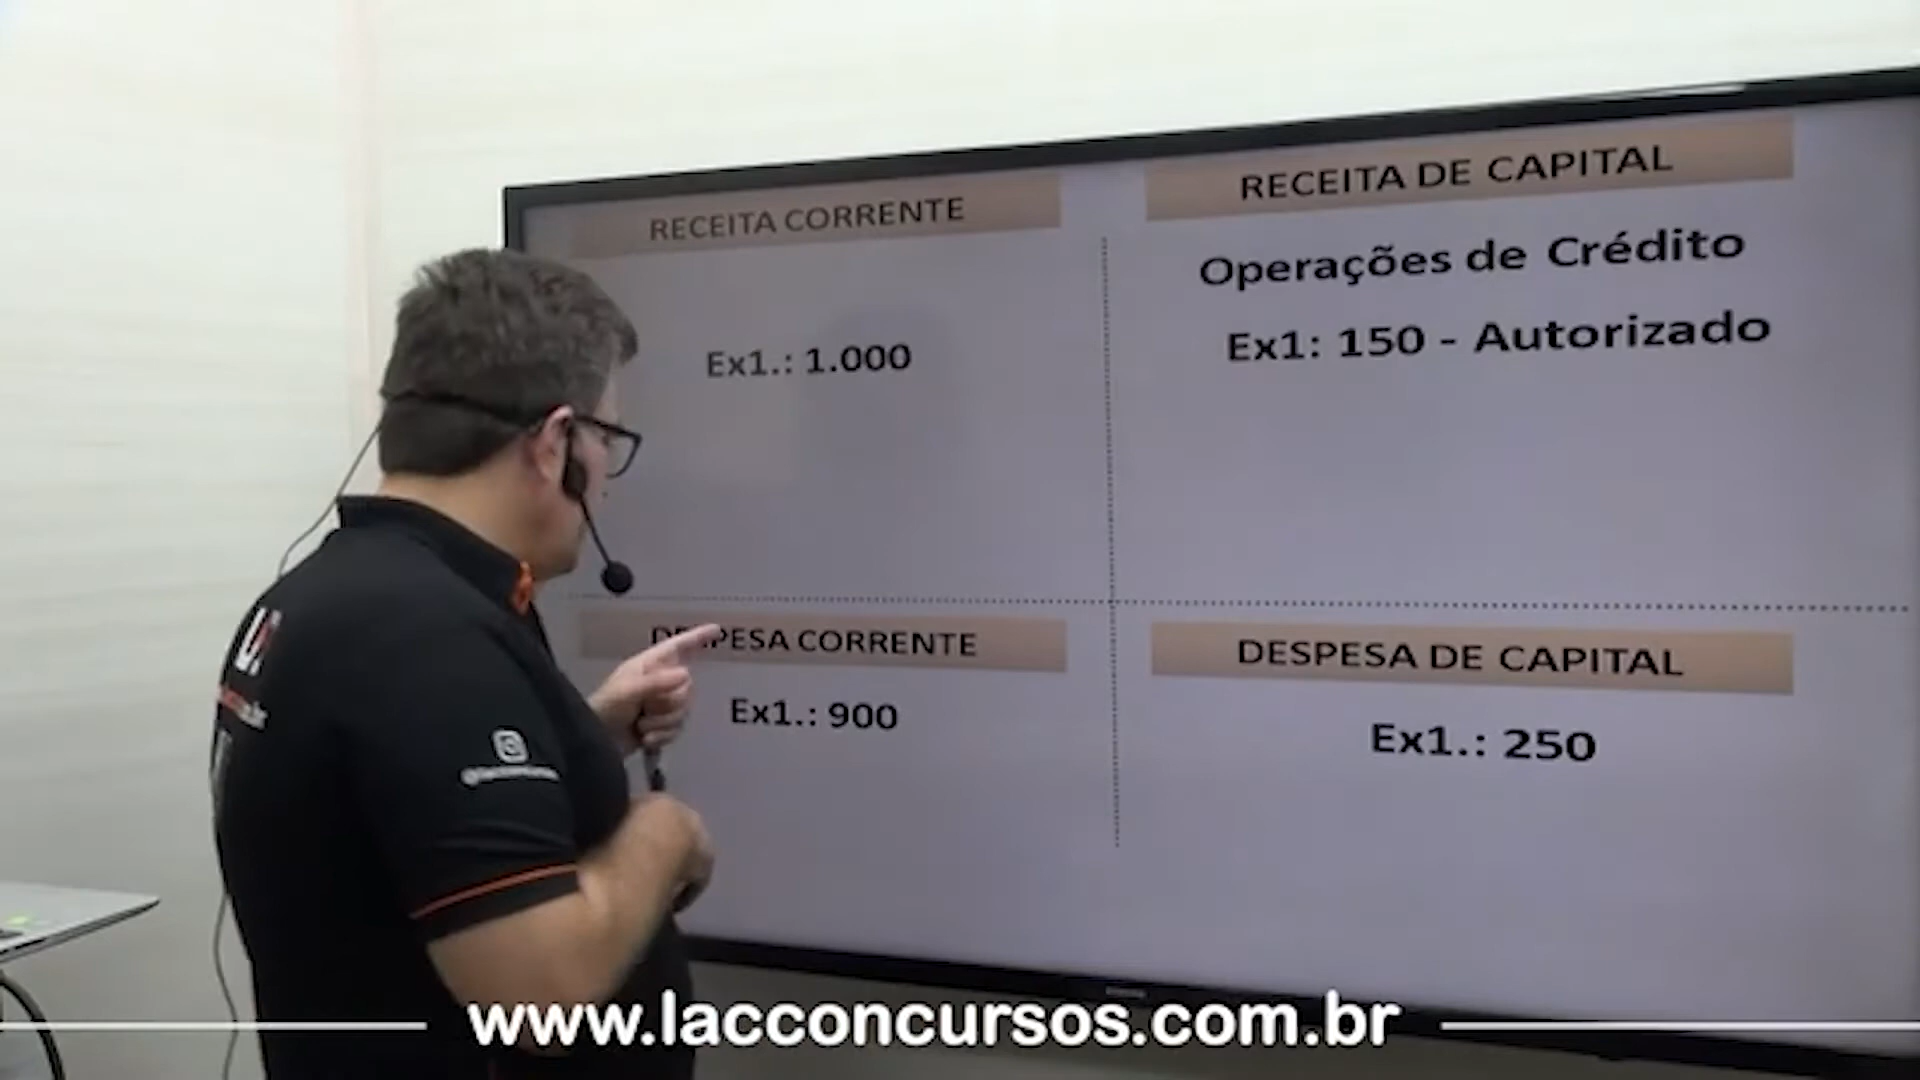 RECEITA CORRENTE
Ex1.: 1.000
RECEITA DE CAPITAL
Operações de Crédito
Ex1: 150 - Autorizado
DESPESA CORRENTE
Ex1.: 900
DESPESA DE CAPITAL
Ex1.: 250
www.lacconcursos.com.br